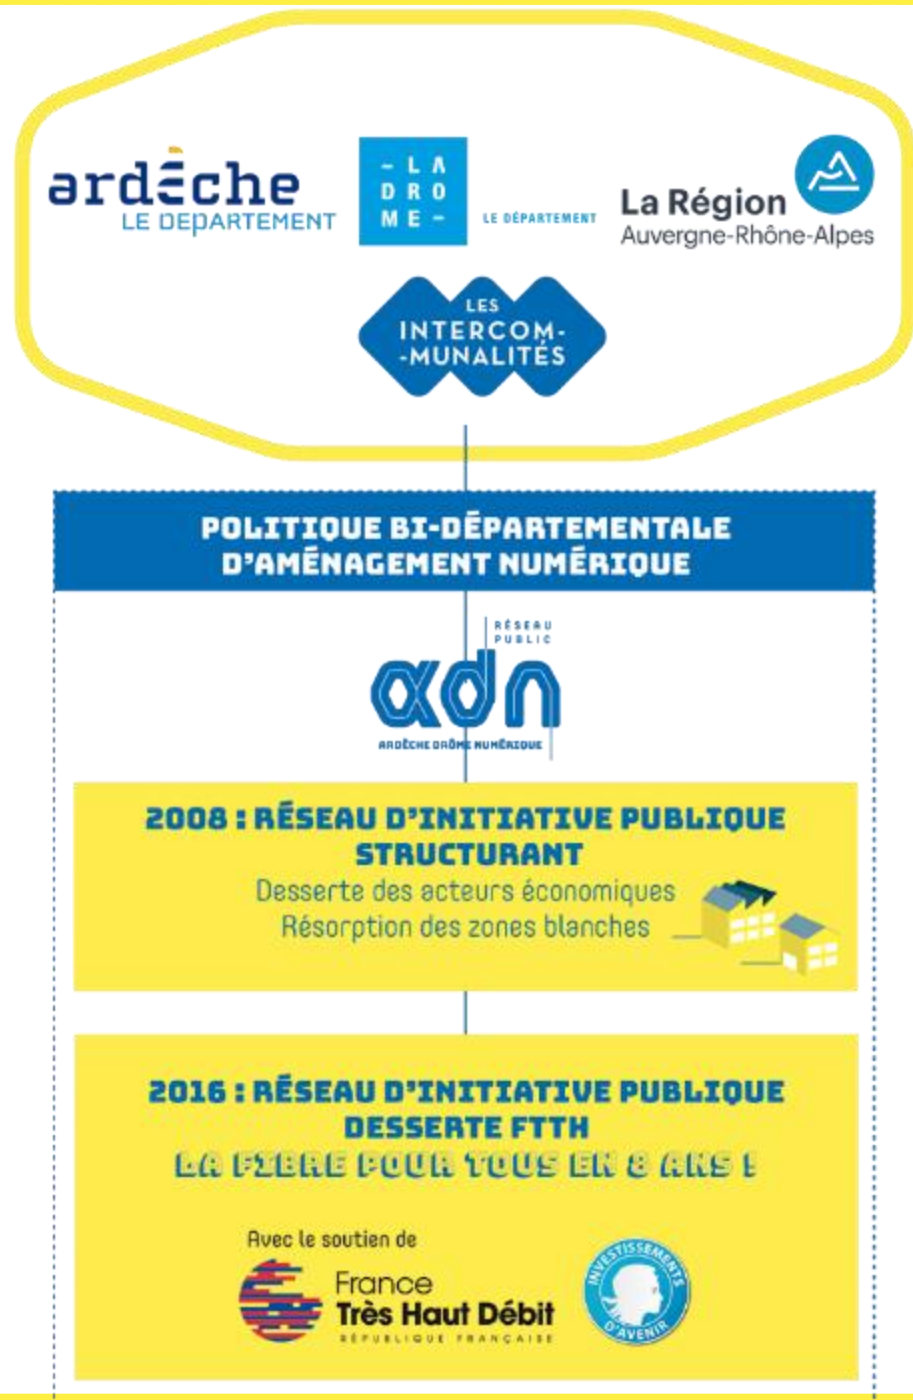 ardèche
LE DEPARTEMENT
- L A
D R O
M E -
LE DÉPARTEMENT
La Région
Auvergne-Rhône-Alpes
LES
INTERCOM-
-MUNALITÉS
POLITIQUE BI-DÉPARTEMENTALE
D'AMÉNAGEMENT NUMÉRIQUE
RÉSEAU
PUBLIC
adn
ARDÈCHE DRÔME NUMÉRIQUE
2008 : RÉSEAU D'INITIATIVE PUBLIQUE
STRUCTURANT
Desserte des acteurs économiques
Résorption des zones blanches
2016 : RÉSEAU D'INITIATIVE PUBLIQUE
DESSERTE FTTH
LA FIBRE POUR TOUS EN 8 ANS !
Avec le soutien de
France
Très Haut Débit
RÉPUBLIQUE FRANÇAISE
INVESTISSEMENTS
D'AVENIR